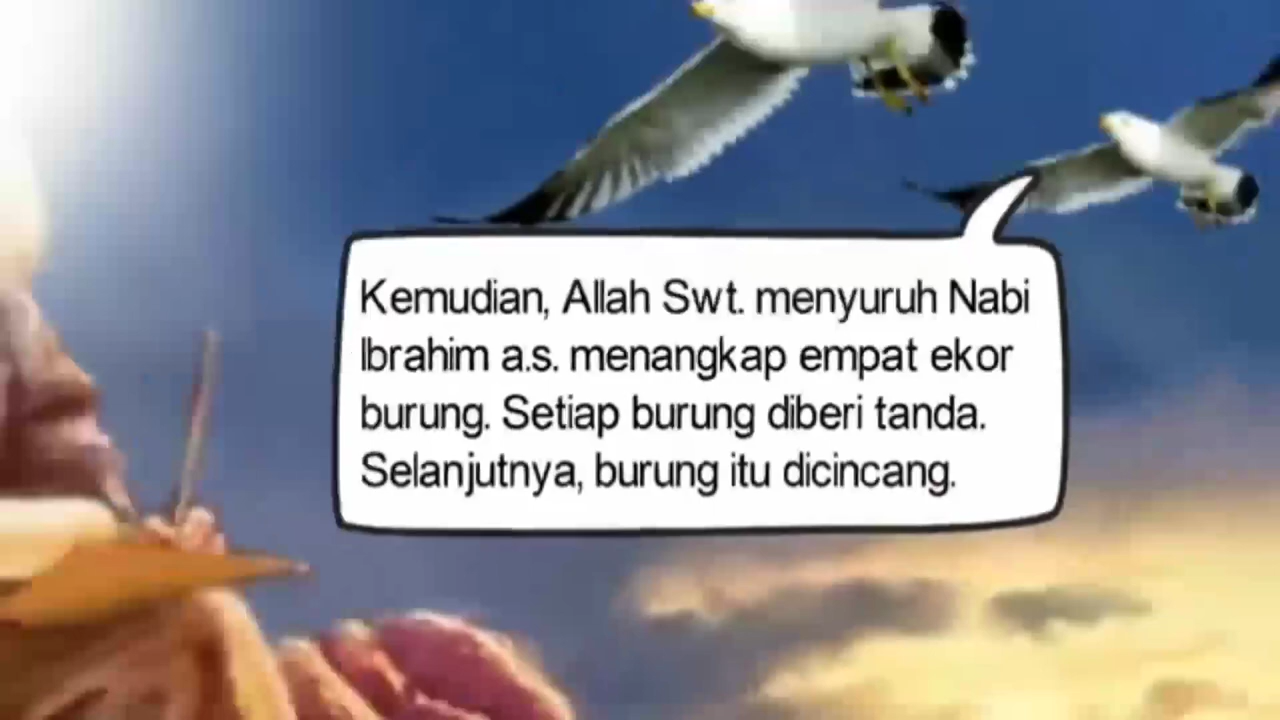 Kemudian, Allah Swt. menyuruh Nabi
Ibrahim a.s. menangkap empat ekor
burung. Setiap burung diberi tanda.
Selanjutnya, burung itu dicincang.